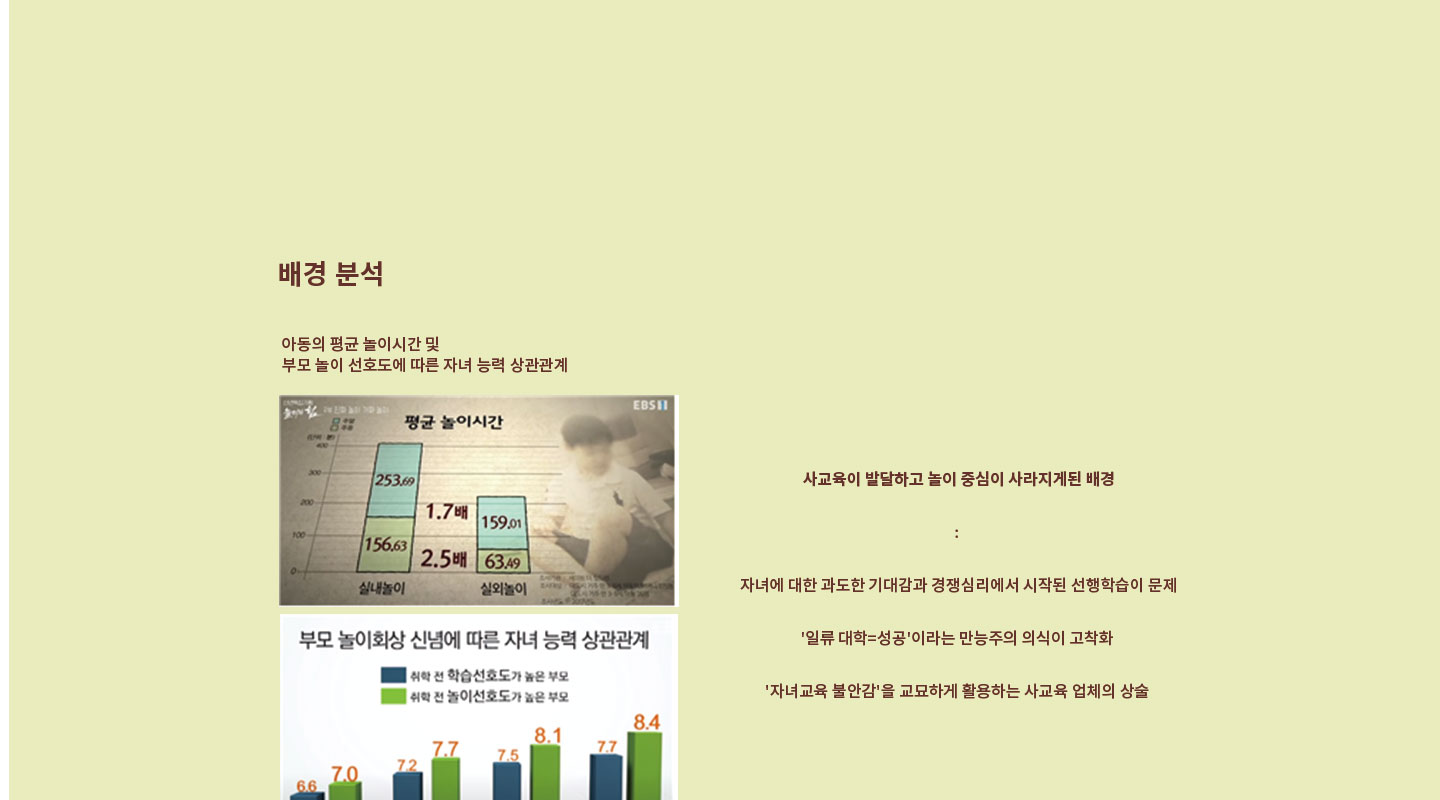 배경 분석
아동의 평균 놀이시간 및
부모 놀이 선호도에 따른 자녀 능력 상관관계
EBS1
평균 놀이시간
400
300
200
100
0
253.69
156.63
1.7배
2.5배
159.01
63.49
실내놀이
실외놀이
부모 놀이회상 신념에 따른 자녀 능력 상관관계
취학 전 학습선호도가 높은 부모
취학 전 놀이선호도가 높은 부모
6.6
7.0
7.2
7.7
7.5
8.1
7.7
8.4
사교육이 발달하고 놀이 중심이 사라지게된 배경
:
자녀에 대한 과도한 기대감과 경쟁심리에서 시작된 선행학습이 문제
'일류 대학=성공'이라는 만능주의 의식이 고착화
'자녀교육 불안감'을 교묘하게 활용하는 사교육 업체의 상술